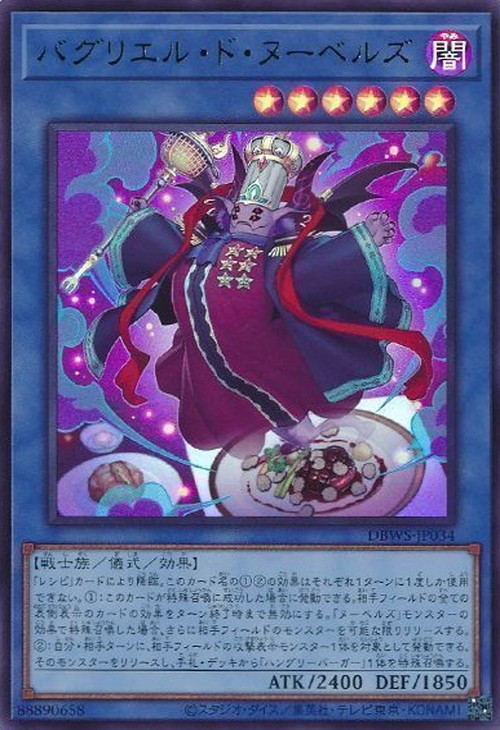 バグリエル・ド・ヌーベルズ
闇
DBWS-JP034
【戦士族／儀式／効果】
「レシピ」カードにより降臨。このカード名の①②の効果はそれぞれ1ターンに1度しか使用
できない。①：このカードが特殊召喚に成功した場合に発動できる。相手フィールドの全ての
表側表示のカードの効果をターン終了時まで無効にする。「ヌーベルズ」モンスターの
効果で特殊召喚した場合、さらに相手フィールドのモンスターを可能な限りリリースする。
②：自分・相手ターンに、相手フィールドの攻撃表示モンスター1体を対象として発動できる。
そのモンスターをリリースし、手札・デッキから「ハングリーバーガー」1体を特殊召喚する。
ATK/2400 DEF/1850
88890658
©スタジオ・ダイス／集英社・テレビ東京・KONAMI